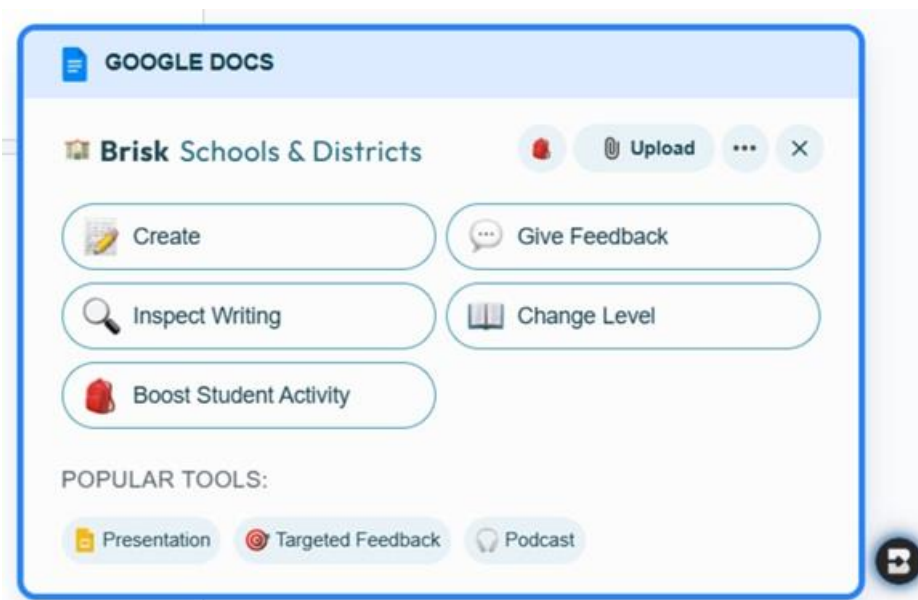 GOOGLE DOCS
Brisk Schools & Districts Upload
Create Give Feedback
Inspect Writing Change Level
Boost Student Activity
POPULAR TOOLS:
Presentation Targeted Feedback Podcast